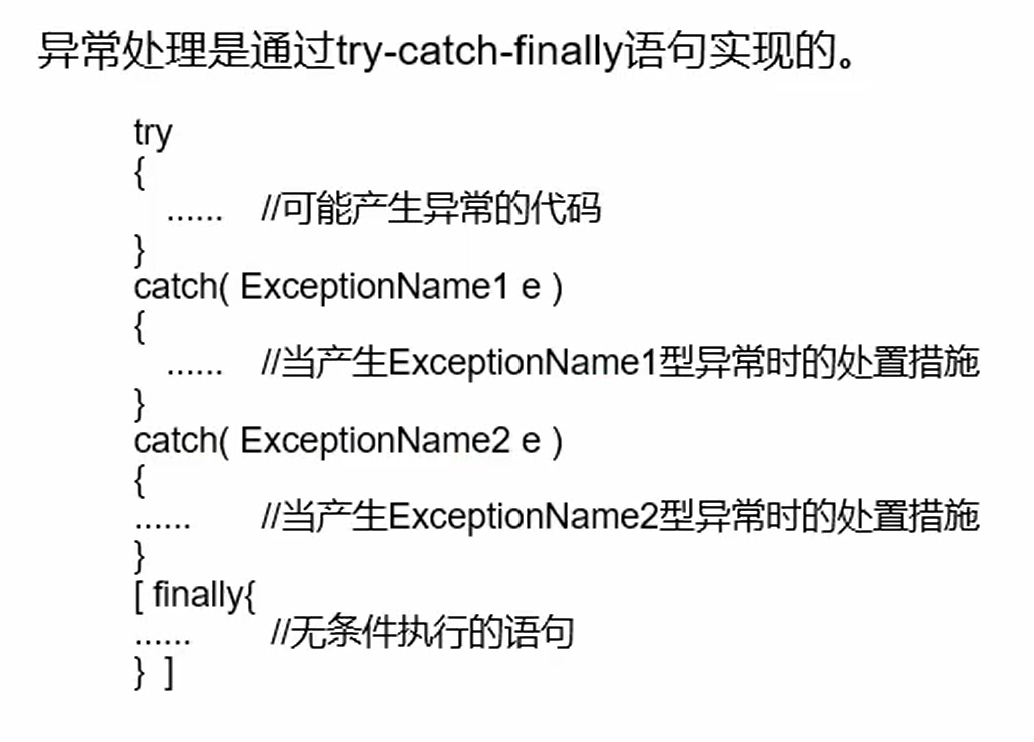 异常处理是通过try-catch-finally语句实现的。
try
{
...... //可能产生异常的代码
}
catch( ExceptionName1 e )
{
...... //当产生ExceptionName1型异常时的处置措施
}
catch( ExceptionName2 e )
{
...... //当产生ExceptionName2型异常时的处置措施
}
[ finally{
...... //无条件执行的语句
} ]